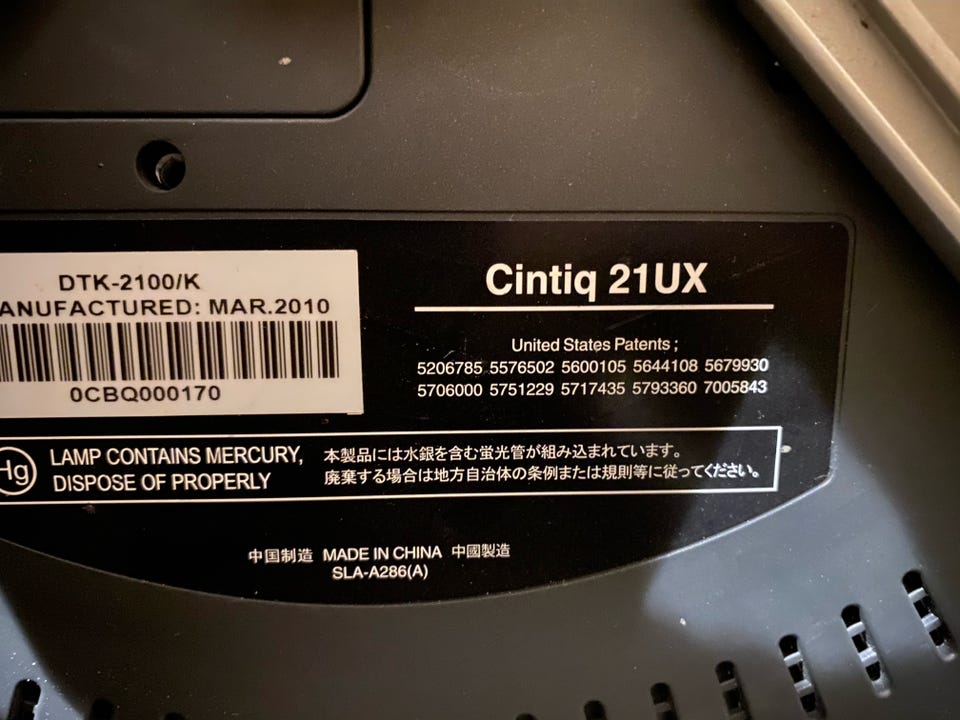 DTK-2100/K
ANUFACTURED: MAR.2010
0CBQ000170
Cintiq 21UX
United States Patents ;
5206785 5576502 5600105 5644108 5679930
5706000 5751229 5717435 5793360 7005843
Hg
LAMP CONTAINS MERCURY,
DISPOSE OF PROPERLY
本製品には水銀を含む蛍光管が組み込まれています。
廃棄する場合は地方自治体の条例または規則等に従ってください。
中国制造 MADE IN CHINA 中國製造
SLA-A286(A)